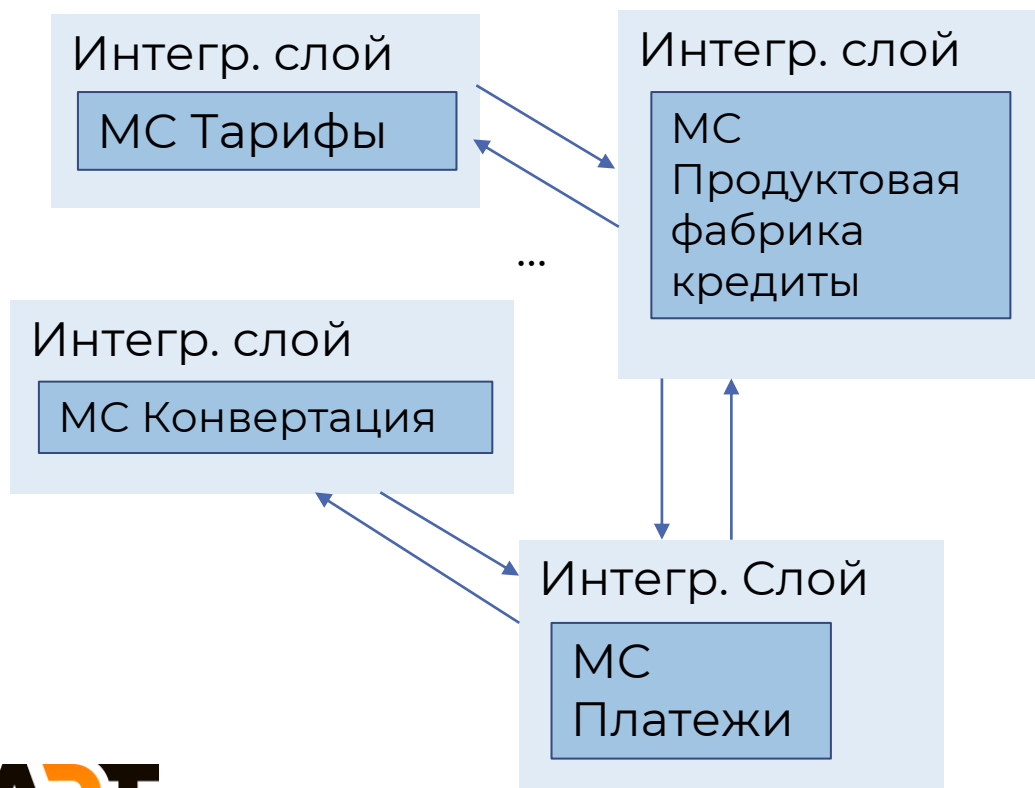 Интегр. слой
МС Тарифы
Интегр. слой
МС
Продуктовая
фабрика
кредиты
...
Интегр. слой
МС Конвертация
Интегр. Слой
МС
Платежи